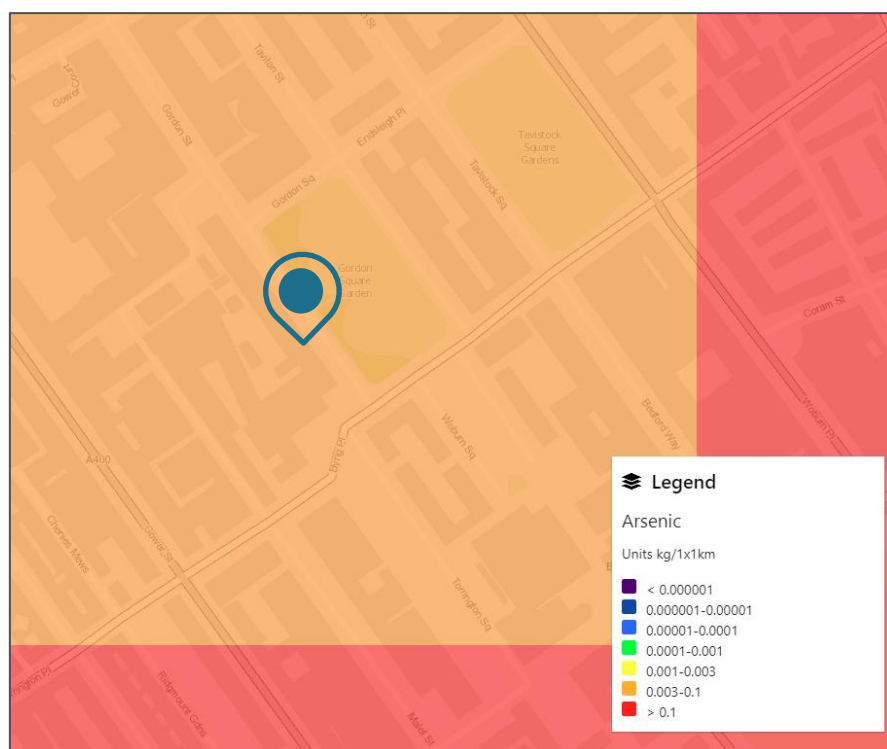 Taviton St
St
Court
Gower
Gordon St
Endsleigh Pl
Tavistock
Square
Gardens
Tavistock Sq
Gordon Sq
Gordon
Square
Garden
Coram St
Woburn Pl
Bedford Way
Woburn Sq
Byng Pl
A400
Gower St
Chenies Mews
Torrington Sq
Ridgmount Gdns
Malet St
Legend
Arsenic
Units kg/1x1km
< 0.000001
0.000001-0.00001
0.00001-0.0001
0.0001-0.001
0.001-0.003
0.003-0.1
> 0.1